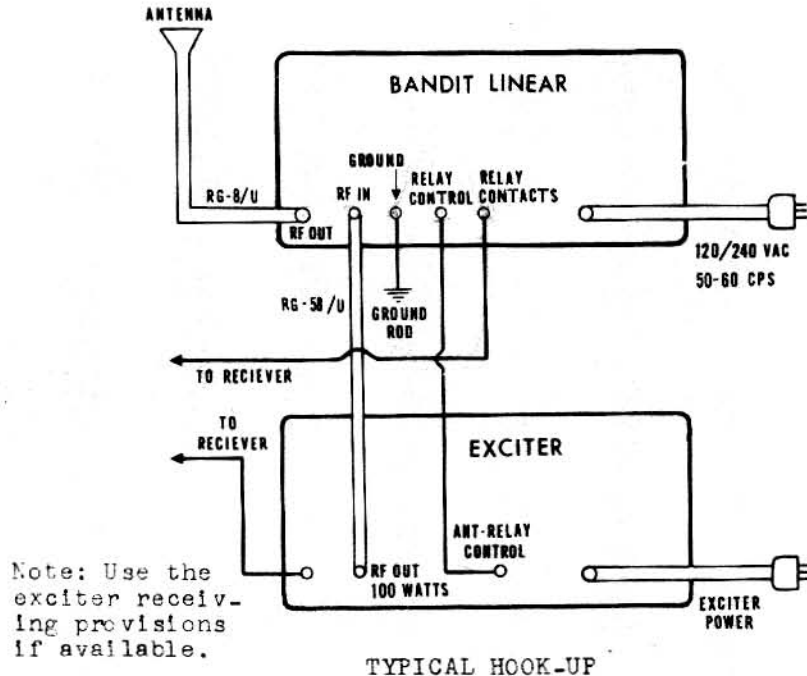 ANTENNA
BANDIT LINEAR
GROUND
RF IN
RELAY
CONTROL
RELAY
CONTACTS
RG-8/U
RF OUT
120/240 VAC
50-60 CPS
RG-58/U
GROUND
ROD
TO RECIEVER
TO
RECIEVER
EXCITER
ANT-RELAY
CONTROL
RF OUT
100 WATTS
EXCITER
POWER
Note: Use the
exciter receiv-
ing provisions
if available.
TYPICAL HOOK-UP